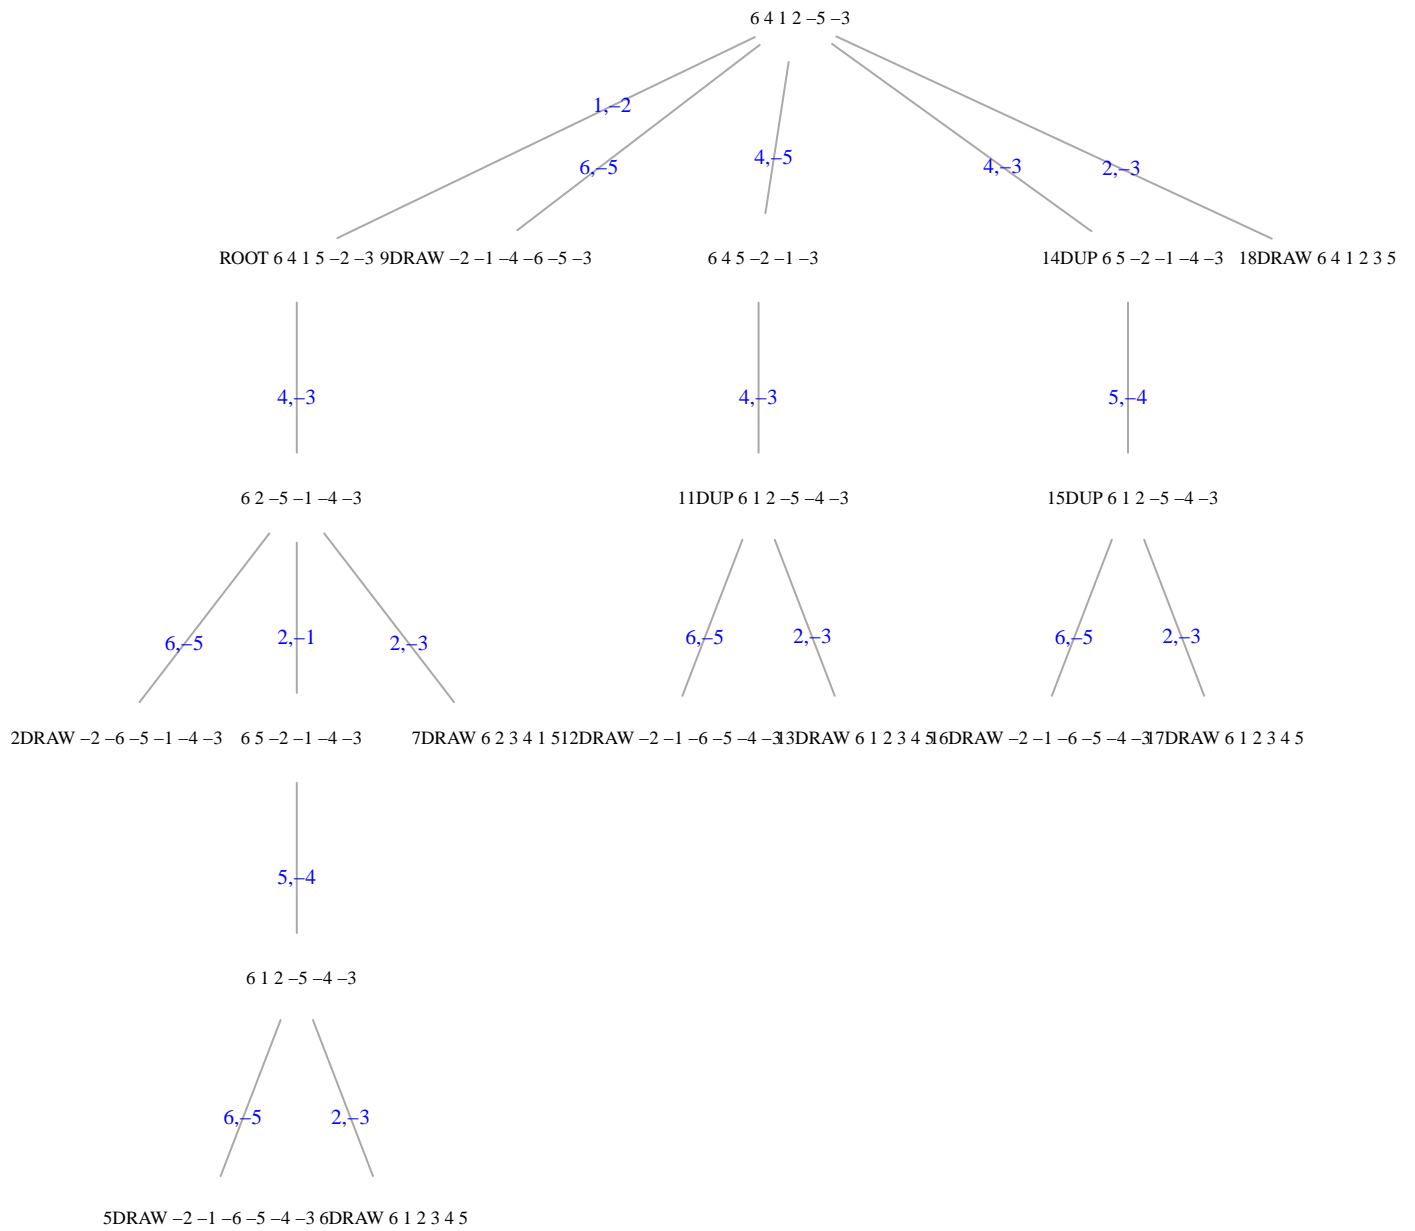 6 4 1 2 –5 –3
1,–2
6,–5
4,–5
4,–3
2,–3
ROOT 6 4 1 5 –2 –3 9DRAW –2 –1 –4 –6 –5 –3 6 4 5 –2 –1 –3 14DUP 6 5 –2 –1 –4 –3 18DRAW 6 4 1 2 3 5
4,–3 4,–3 5,–4
6 2 –5 –1 –4 –3 11DUP 6 1 2 –5 –4 –3 15DUP 6 1 2 –5 –4 –3
6,–5 2,–1 2,–3 6,–5 2,–3 6,–5 2,–3
2DRAW –2 –6 –5 –1 –4 –3 6 5 –2 –1 –4 –3 7DRAW 6 2 3 4 1 5 12DRAW –2 –1 –6 –5 –4 –3 13DRAW 6 1 2 3 4 5 16DRAW –2 –1 –6 –5 –4 –3 17DRAW 6 1 2 3 4 5
5,–4
6 1 2 –5 –4 –3
6,–5 2,–3
5DRAW –2 –1 –6 –5 –4 –3 6DRAW 6 1 2 3 4 5